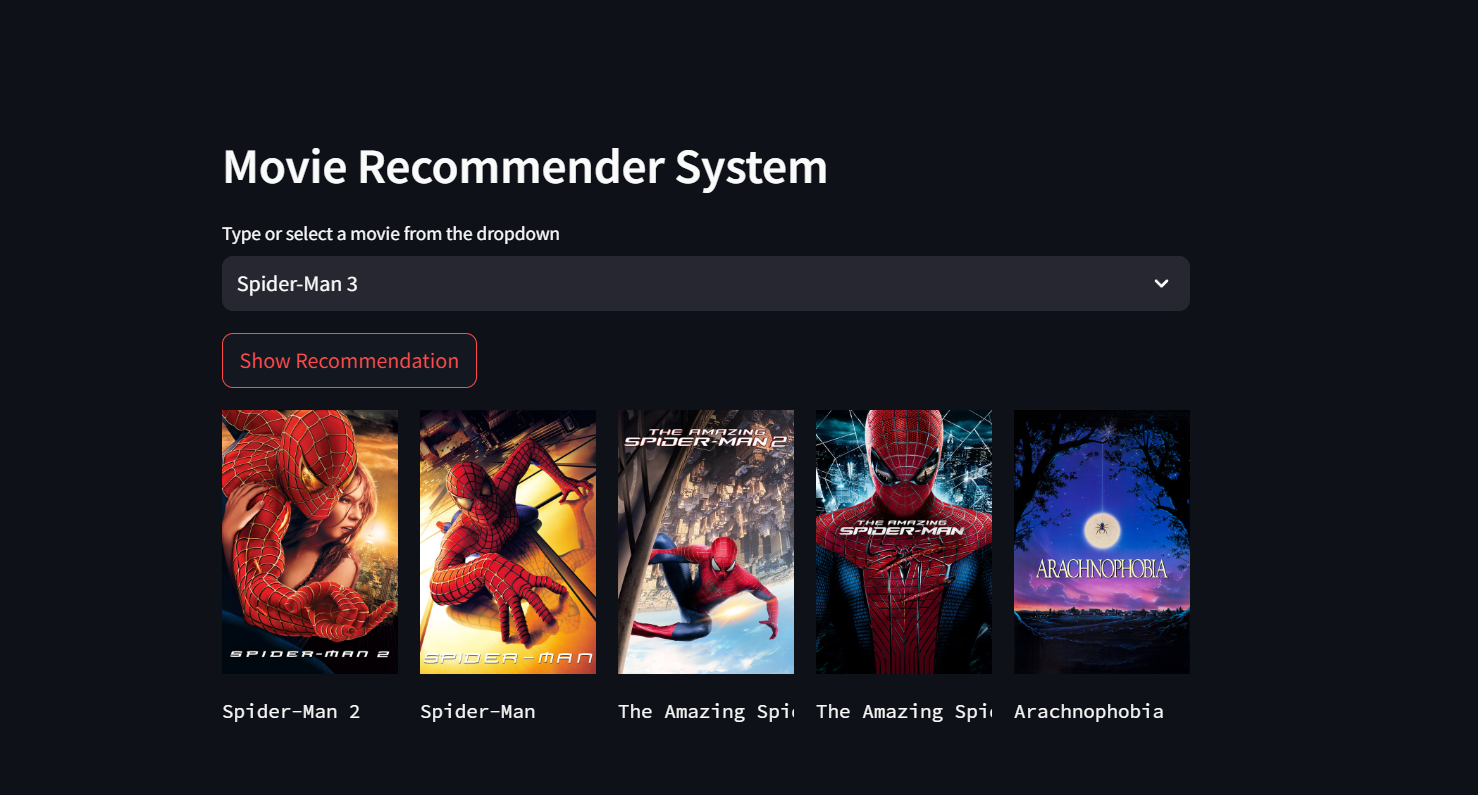 Movie Recommender System
Type or select a movie from the dropdown
Spider-Man 3
Show Recommendation
SPIDER-MAN 2
SPIDER-MAN
THE AMAZING
SPIDER-MAN 2
THE AMAZING
SPIDER-MAN
ARACHNOPHOBIA
Spider-Man 2
Spider-Man
The Amazing Spi
The Amazing Spi
Arachnophobia